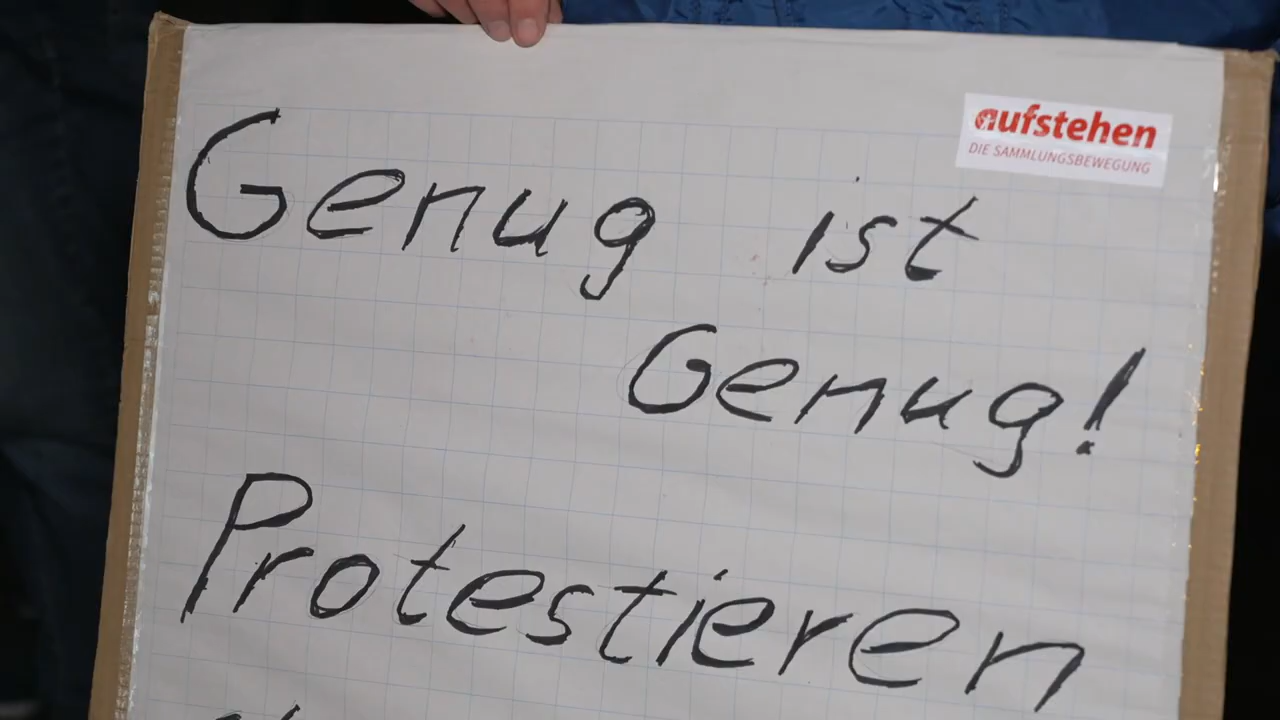 aufstehen
DIE SAMMLUNGSBEWEGUNG
Genug ist
Genug!
Protestieren